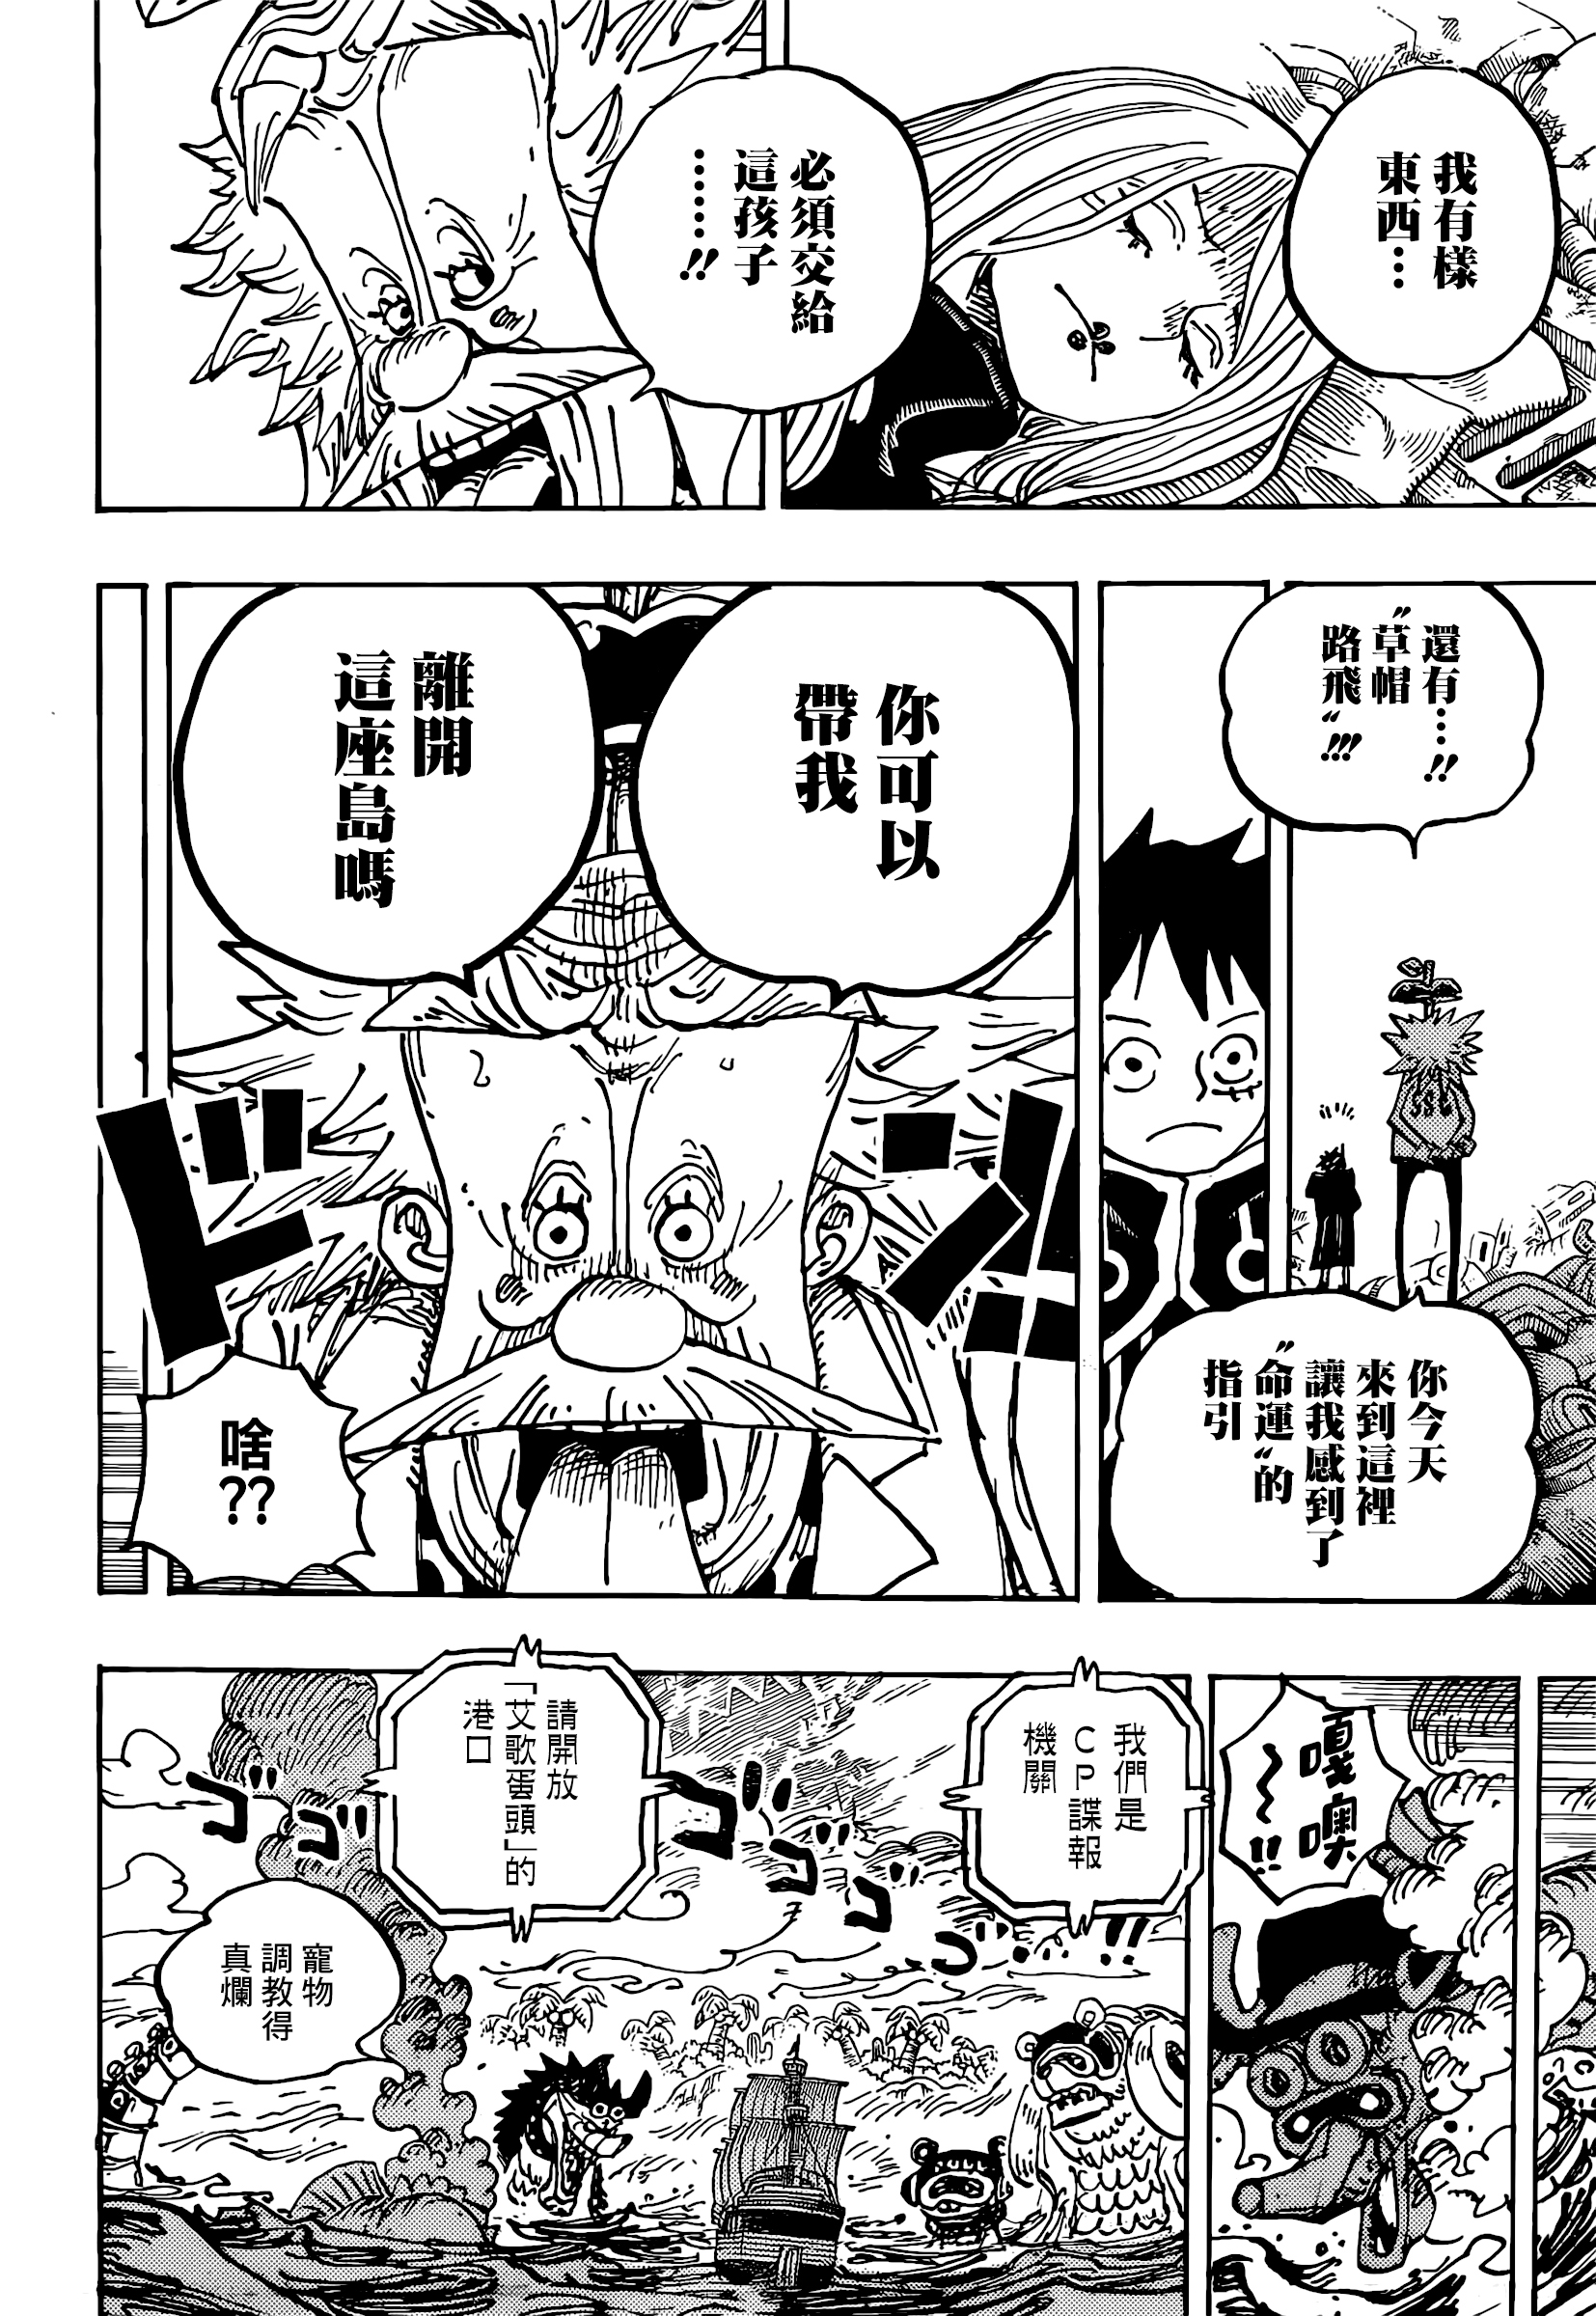 我有樣
東西…
必須交給
這孩子
……!!
還有…!!
“草帽
路飛”!!!
你今天
來到這裡
讓我感到了
“命運”的
指引
你可以
帶我
離開
這座島嗎
ドン
啥
??
嘎噢
〜〜!!
我們是
CP諜報
機關
請開放
「艾歌蛋頭」的
港口
ゴゴゴゴゴゴ…!!
寵物
調教得
真爛